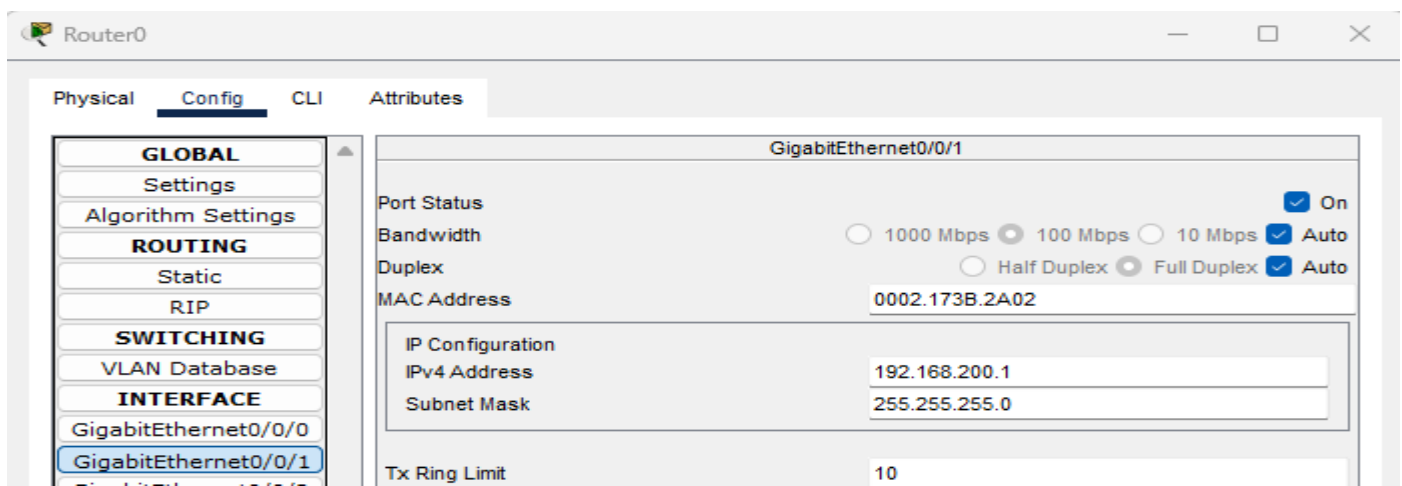 Router0
Physical Config CLI Attributes
GLOBAL
Settings
Algorithm Settings
ROUTING
Static
RIP
SWITCHING
VLAN Database
INTERFACE
GigabitEthernet0/0/0
GigabitEthernet0/0/1
GigabitEthernet0/0/1
Port Status On
Bandwidth 1000 Mbps 100 Mbps 10 Mbps Auto
Duplex Half Duplex Full Duplex Auto
MAC Address 0002.173B.2A02
IP Configuration
IPv4 Address 192.168.200.1
Subnet Mask 255.255.255.0
Tx Ring Limit 10